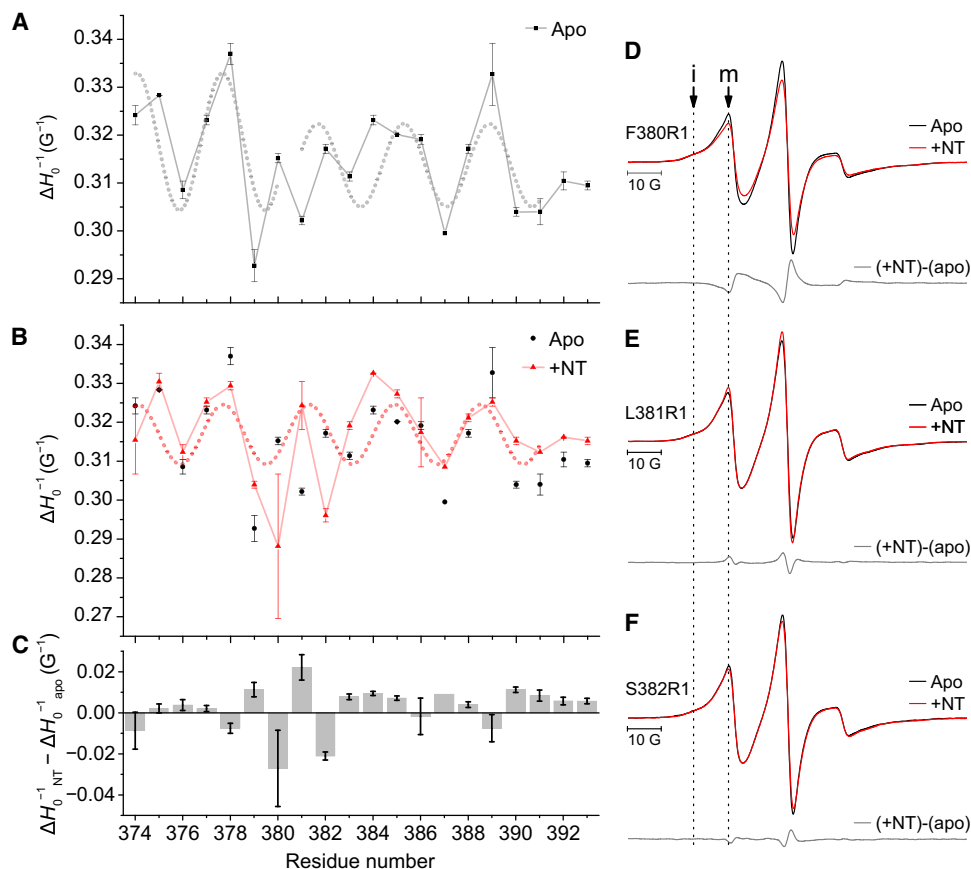 A
ΔH₀⁻¹ (G⁻¹)
0.34
0.33
0.32
0.31
0.30
0.29
Apo
B
ΔH₀⁻¹ (G⁻¹)
0.34
0.33
0.32
0.31
0.30
0.29
0.28
0.27
Apo
+NT
C
ΔH₀⁻¹NT − ΔH₀⁻¹apo (G⁻¹)
0.02
0.00
−0.02
−0.04
374 376 378 380 382 384 386 388 390 392
Residue number
D
i m
F380R1
10 G
Apo
+NT
(+NT)-(apo)
E
L381R1
10 G
Apo
+NT
(+NT)-(apo)
F
S382R1
10 G
Apo
+NT
(+NT)-(apo)